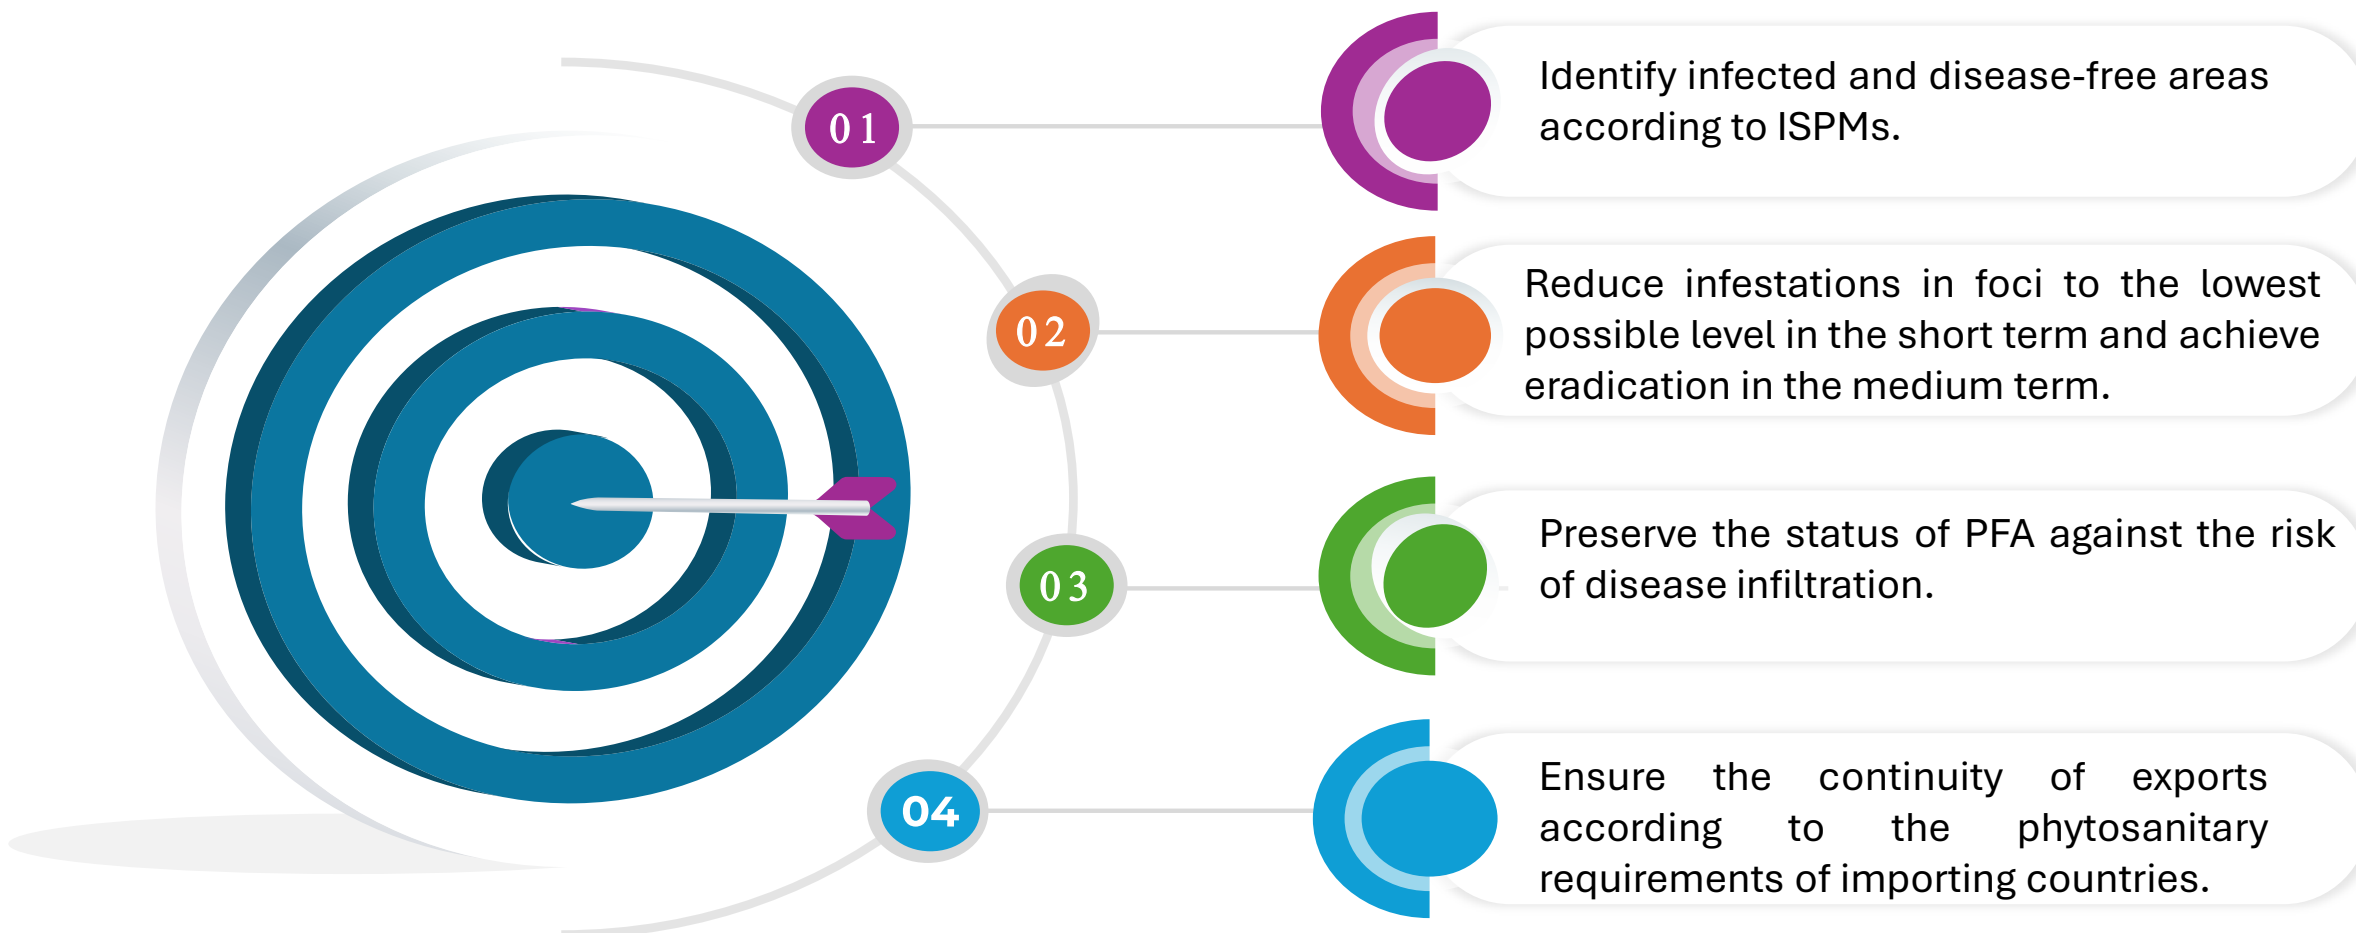 01
Identify infected and disease-free areas
according to ISPMs.
02
Reduce infestations in foci to the lowest
possible level in the short term and achieve
eradication in the medium term.
03
Preserve the status of PFA against the risk
of disease infiltration.
04
Ensure the continuity of exports
according to the phytosanitary
requirements of importing countries.